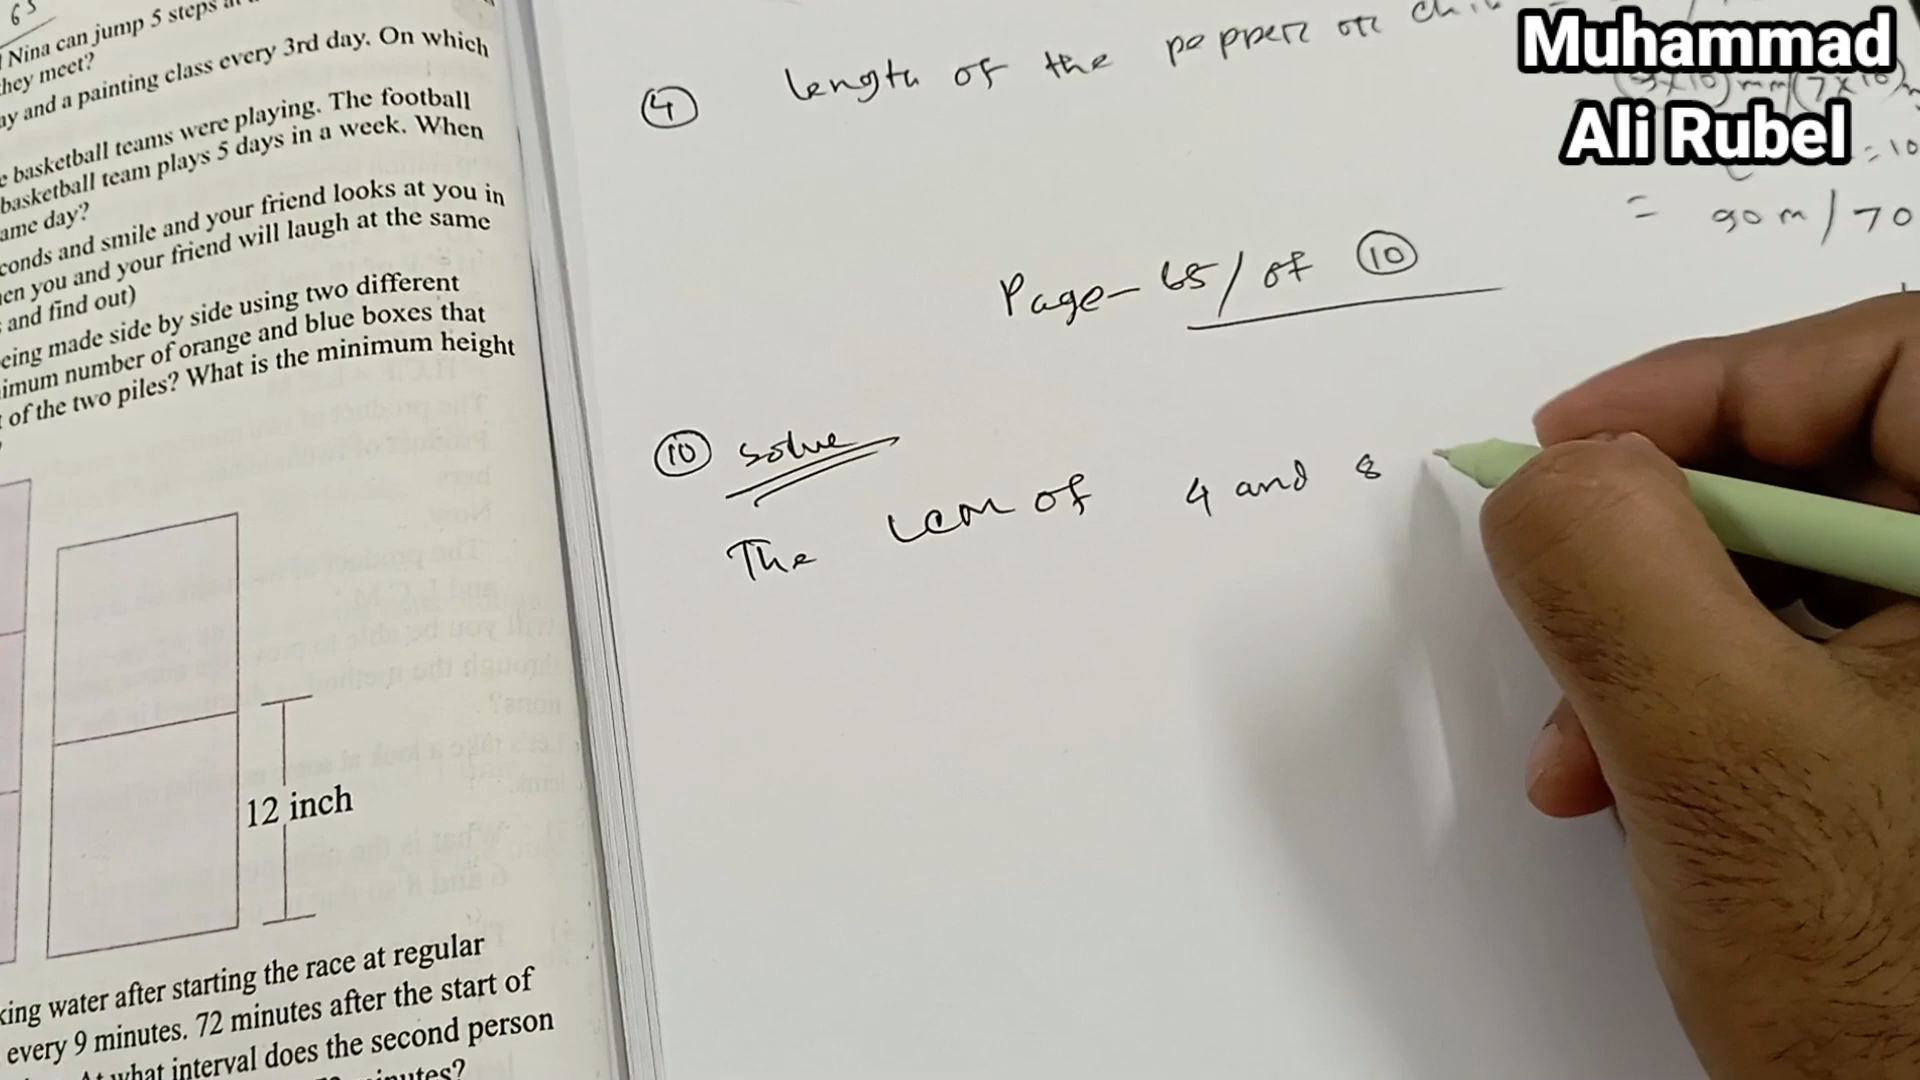 65
Nina can jump 5 steps
hey meet?
ay and a painting class every 3rd day. On which
e basketball teams were playing. The football
basketball team plays 5 days in a week. When
ame day?
conds and smile and your friend looks at you in
en you and your friend will laugh at the same
and find out)
eing made side by side using two different
imum number of orange and blue boxes that
of the two piles? What is the minimum height
12 inch
king water after starting the race at regular
every 9 minutes. 72 minutes after the start of
At what interval does the second person
inutes?
4 length of the
Page - 65/ of 10
10 solve
The LCM of 4 and 8
= 90 m / 70
Muhammad
Ali Rubel